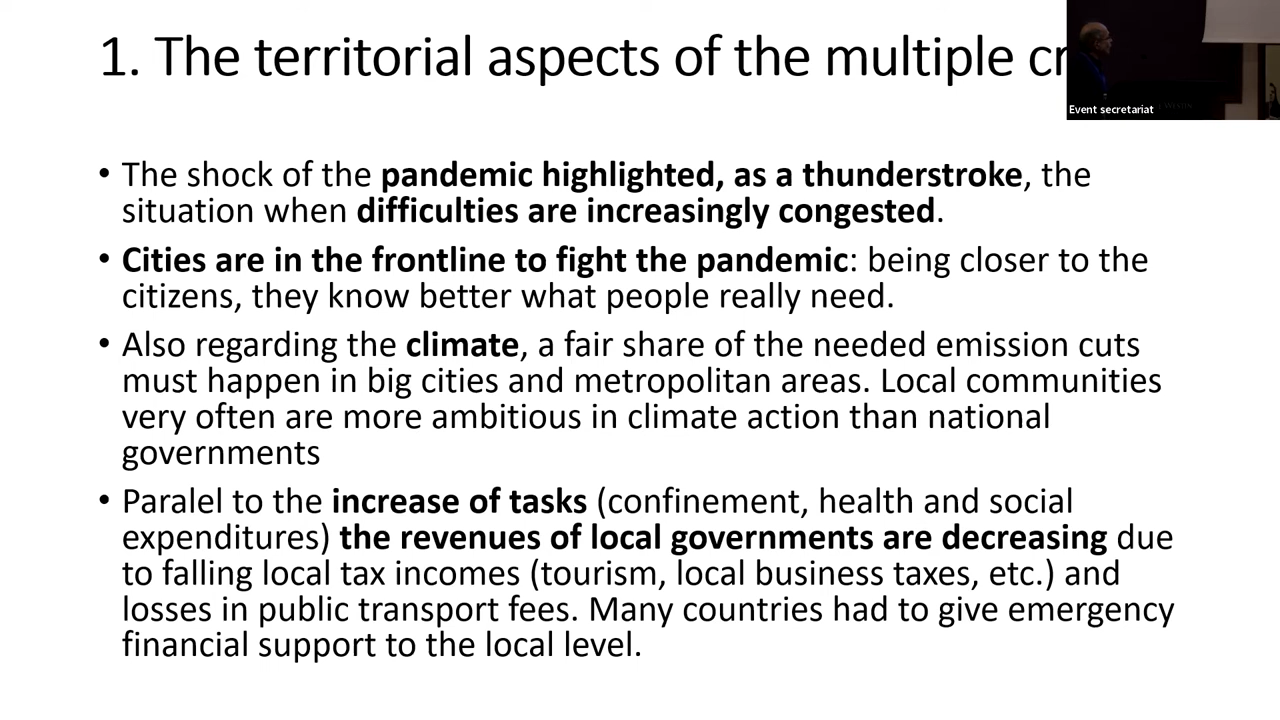 1. The territorial aspects of the multiple
Event secretariat
• The shock of the pandemic highlighted, as a thunderstroke, the
situation when difficulties are increasingly congested.
• Cities are in the frontline to fight the pandemic: being closer to the
citizens, they know better what people really need.
• Also regarding the climate, a fair share of the needed emission cuts
must happen in big cities and metropolitan areas. Local communities
very often are more ambitious in climate action than national
governments
• Paralel to the increase of tasks (confinement, health and social
expenditures) the revenues of local governments are decreasing due
to falling local tax incomes (tourism, local business taxes, etc.) and
losses in public transport fees. Many countries had to give emergency
financial support to the local level.